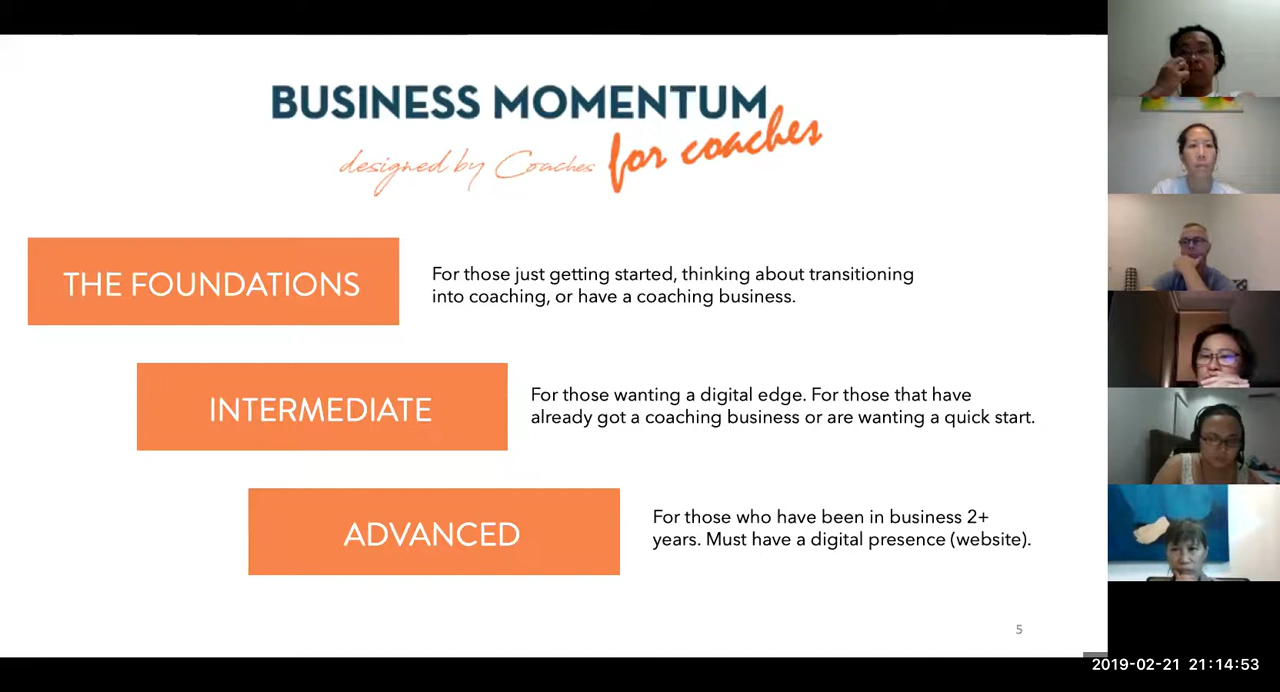 BUSINESS MOMENTUM
designed by Coaches for coaches
THE FOUNDATIONS
For those just getting started, thinking about transitioning
into coaching, or have a coaching business.
INTERMEDIATE
For those wanting a digital edge. For those that have
already got a coaching business or are wanting a quick start.
ADVANCED
For those who have been in business 2+
years. Must have a digital presence (website).
5
2019-02-21 21:14:53